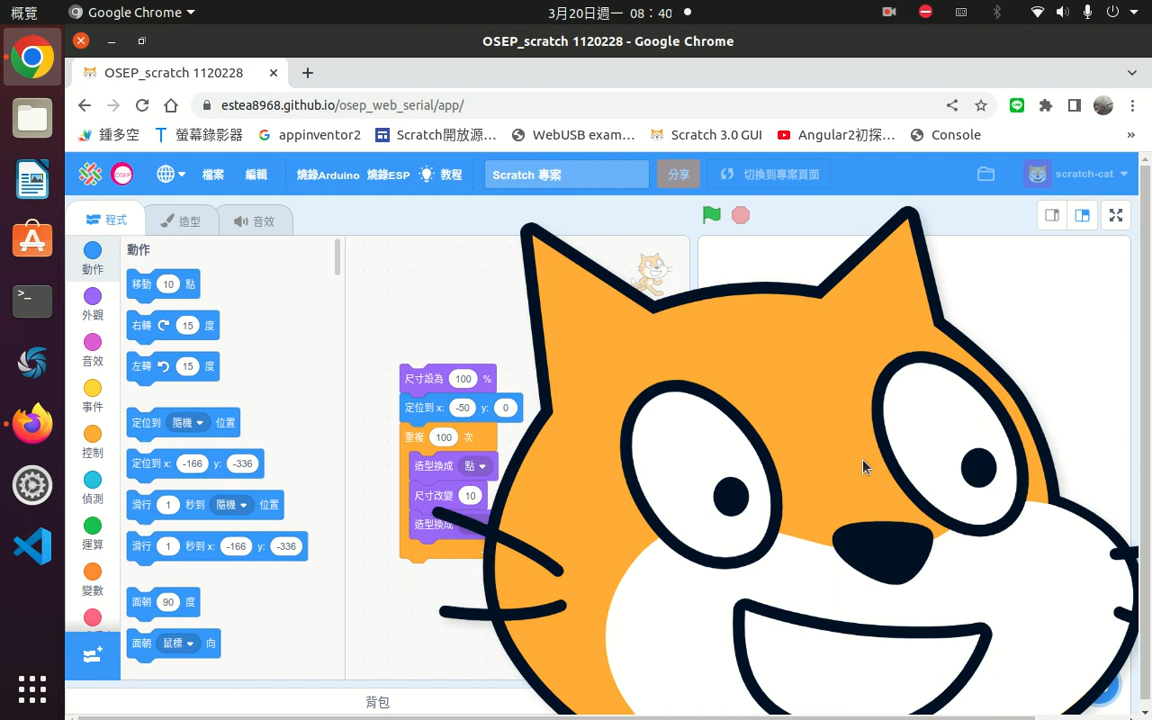 概覽 Google Chrome 3月20日週一 08：40
OSEP_scratch 1120228 - Google Chrome
OSEP_scratch 1120228
estea8968.github.io/osep_web_serial/app/
鍾多空 螢幕錄影器 appinventor2 Scratch開放源... WebUSB exam... Scratch 3.0 GUI Angular2初探... Console »
OSEP 檔案 編輯 燒錄Arduino 燒錄ESP 教程 Scratch 專案 分享 切換到專案頁面 scratch-cat
程式 造型 音效
動作
外觀
音效
事件
控制
偵測
運算
變數
動作
移動 10 點
右轉 15 度
左轉 15 度
定位到 隨機 位置
定位到 x: -166 y: -336
滑行 1 秒到 隨機 位置
滑行 1 秒到 x: -166 y: -336
面朝 90 度
面朝 鼠標 向
尺寸設為 100 %
定位到 x: -50 y: 0
重複 100 次
造型換成 點
尺寸改變 10
造型換成
背包